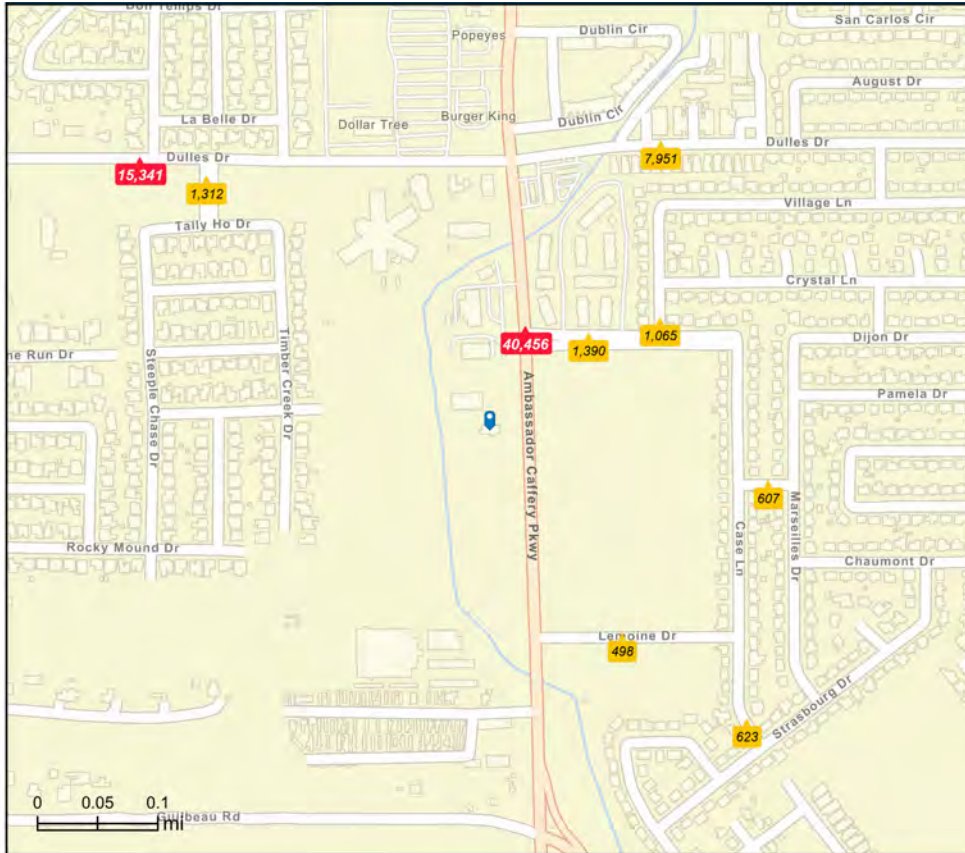 Bon Temps Dr
San Carlos Cir
Popeyes
Dublin Cir
August Dr
La Belle Dr
Burger King
Dollar Tree
Dublin Cir
Dulles Dr
Dulles Dr
7,951
15,341
1,312
Village Ln
Tally Ho Dr
Crystal Ln
1,065
40,456
1,390
Dijon Dr
ne Run Dr
Steeple Chase Dr
Timber Creek Dr
Ambassador Caffery Pkwy
Pamela Dr
607
Case Ln
Marseilles Dr
Rocky Mound Dr
Chaumont Dr
Lemoine Dr
498
Strasbourg Dr
623
0 0.05 0.1
mi
Guilbeau Rd